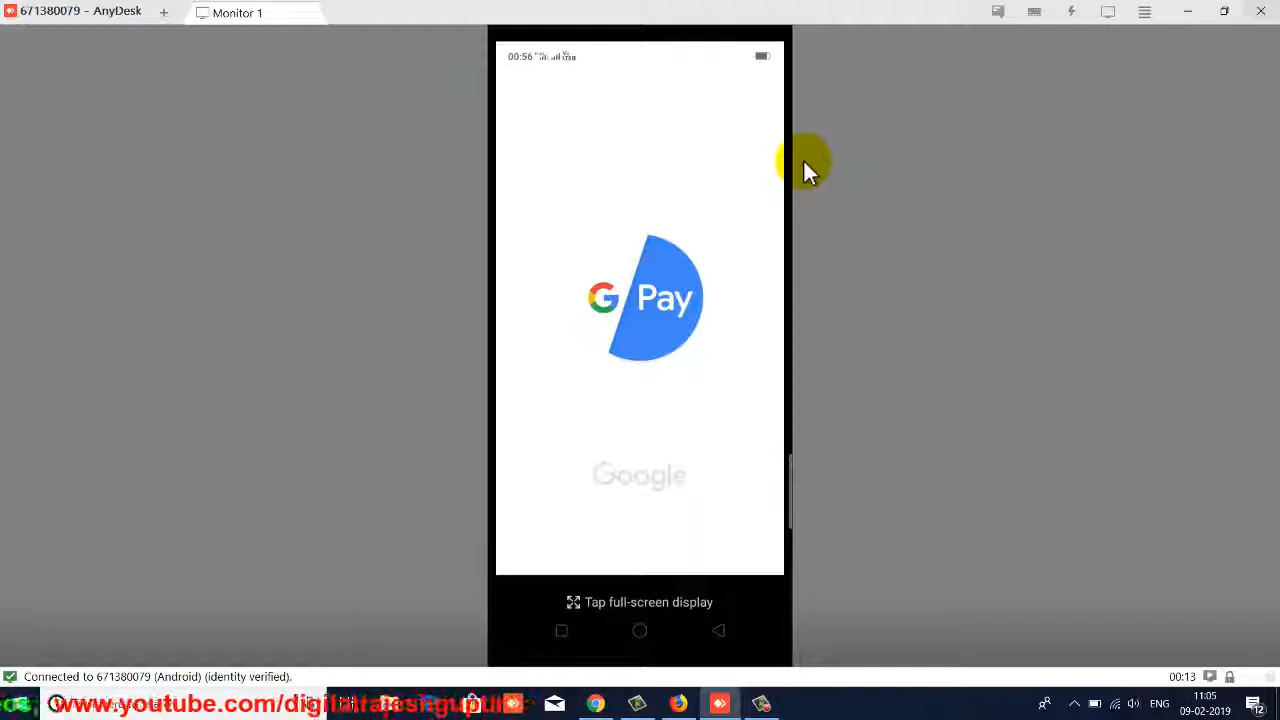 671380079 - AnyDesk
Monitor 1
00:56
G Pay
Google
Tap full-screen display
Connected to 671380079 (Android) (identity verified).
00:13
www.youtube.com/digitalrajeshgupta
ENG
11:05
09-02-2019
2